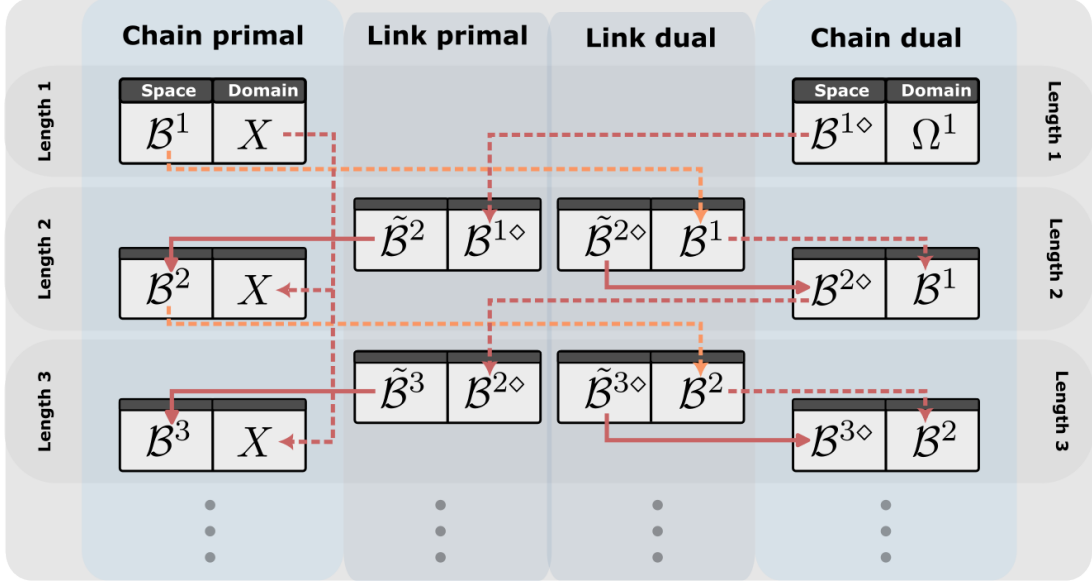 Chain primal Link primal Link dual Chain dual
Length 1 Space Domain Space Domain Length 1
ℬ¹ X ℬ¹⋄ Ω¹
Length 2 ℬ̃² ℬ¹⋄ ℬ̃²⋄ ℬ¹ Length 2
ℬ² X ℬ²⋄ ℬ¹
Length 3 ℬ̃³ ℬ²⋄ ℬ̃³⋄ ℬ² Length 3
ℬ³ X ℬ³⋄ ℬ²